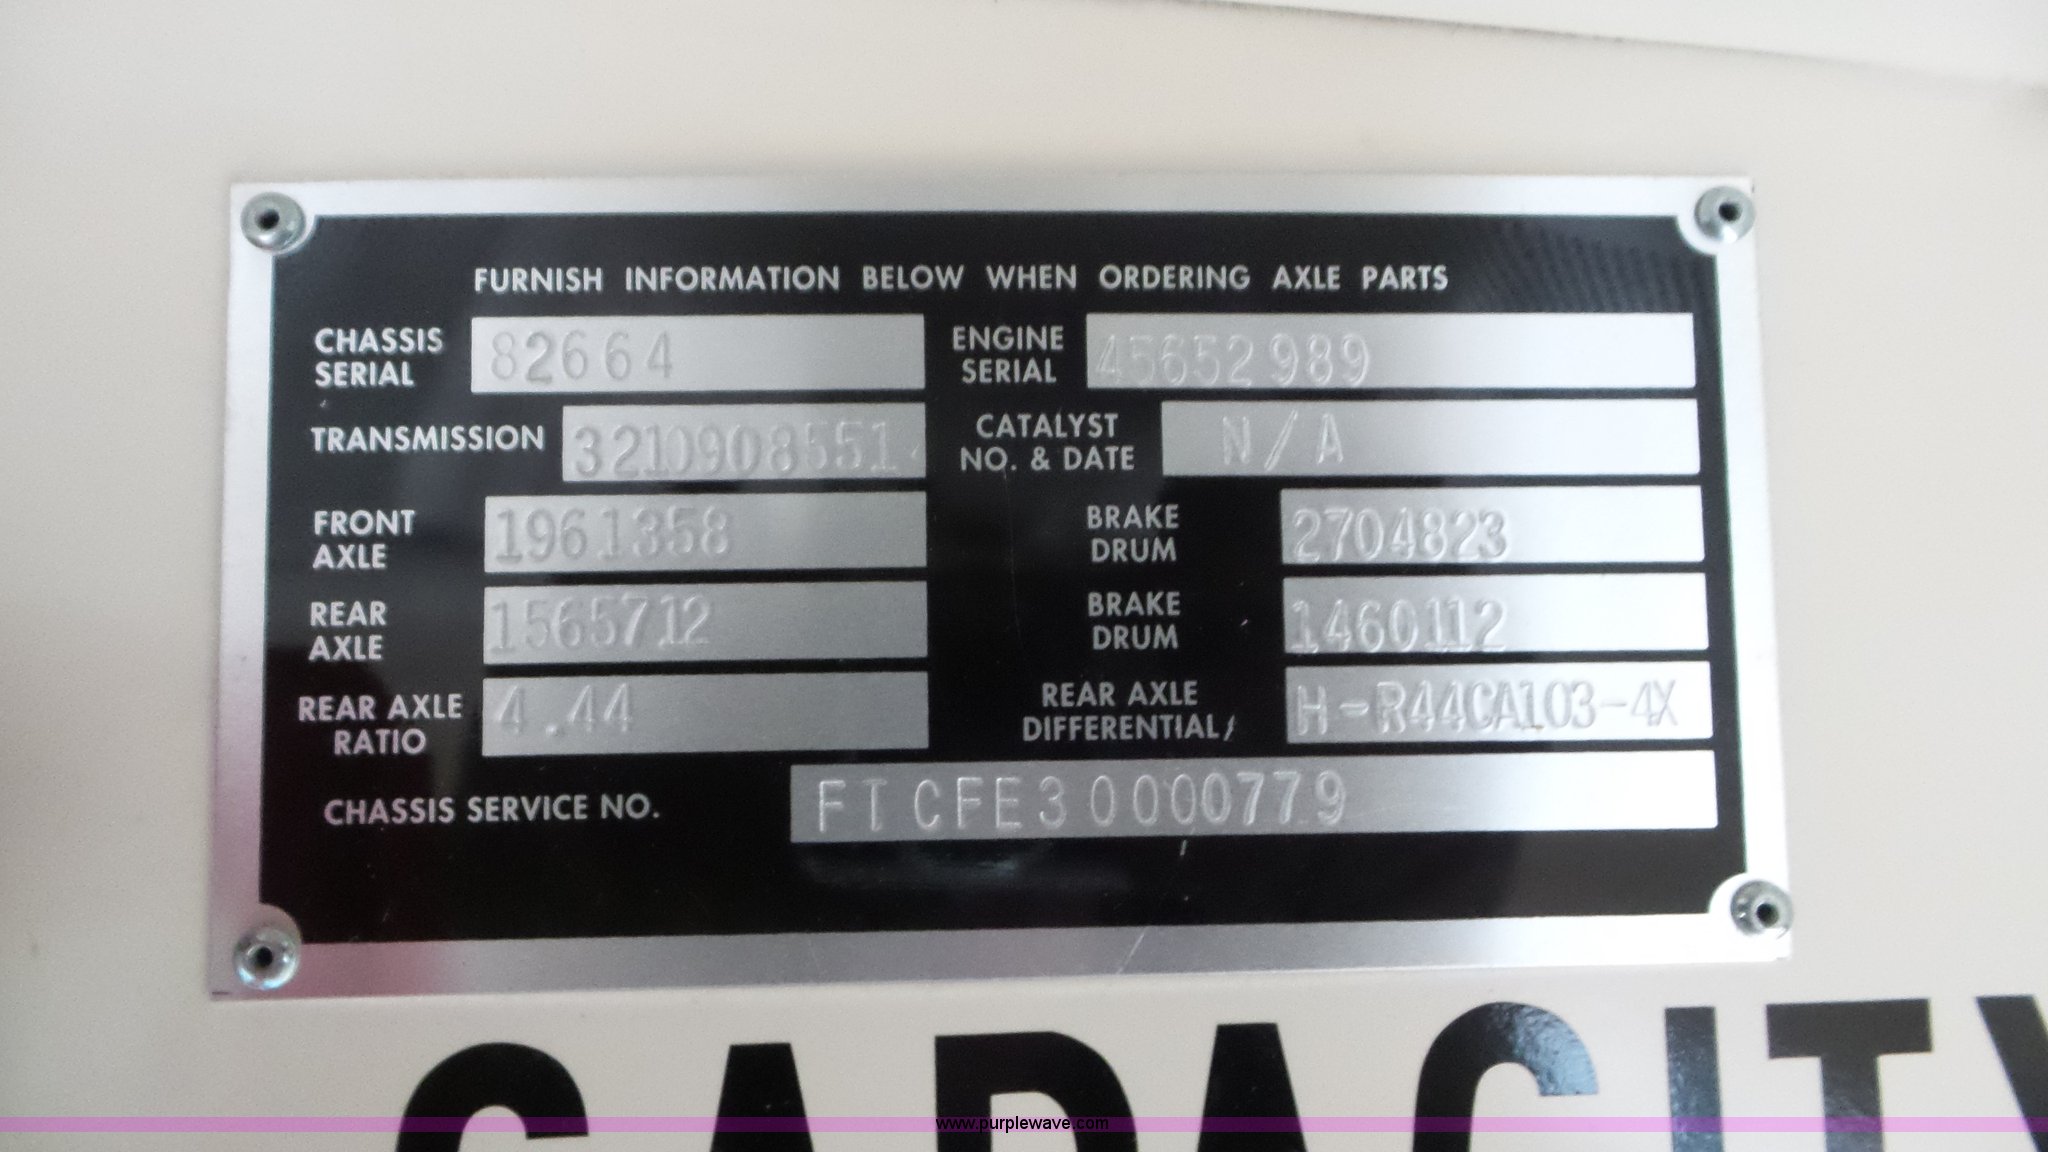 FURNISH INFORMATION BELOW WHEN ORDERING AXLE PARTS
CHASSIS SERIAL 82664
ENGINE SERIAL 45652989
TRANSMISSION 3210908551
CATALYST NO. & DATE N/A
FRONT AXLE 1961358
BRAKE DRUM 2704823
REAR AXLE 1565712
BRAKE DRUM 1460112
REAR AXLE RATIO 4.44
REAR AXLE DIFFERENTIAL/ H-R44CA103-4X
CHASSIS SERVICE NO. FTCFE30000779
CAPACITY
www.purplewave.com